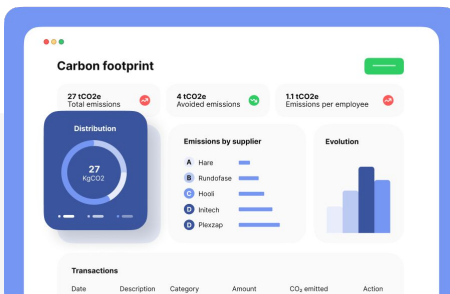 Carbon footprint
27 tCO2e
Total emissions
4 tCO2e
Avoided emissions
1.1 tCO2e
Emissions per employee
Distribution
27
KgCO2
Emissions by supplier
A Hare
B Rundofase
C Hooli
D Initech
D Plexzap
Evolution
Transactions
Date Description Category Amount CO₂ emitted Action